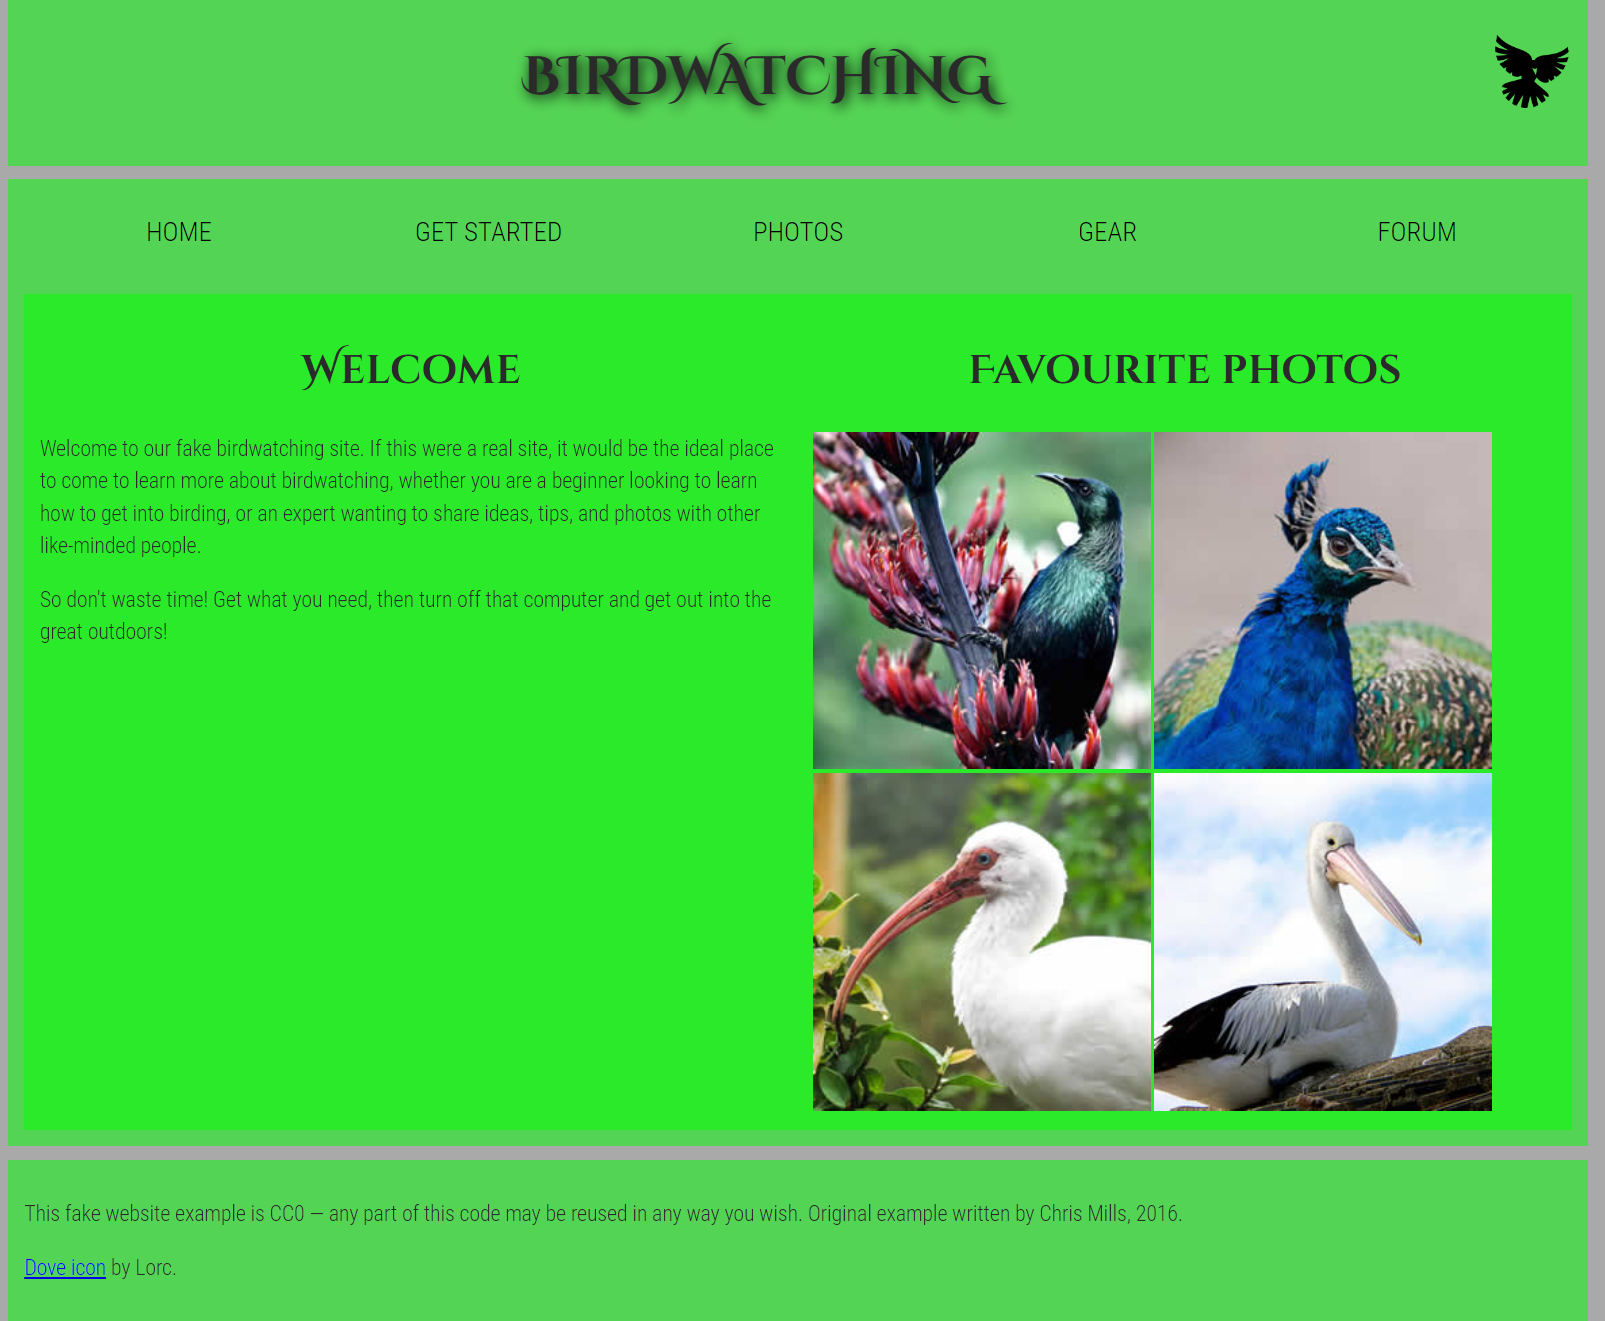 BIRDWATCHING
HOME
GET STARTED
PHOTOS
GEAR
FORUM
Welcome
Welcome to our fake birdwatching site. If this were a real site, it would be the ideal place
to come to learn more about birdwatching, whether you are a beginner looking to learn
how to get into birding, or an expert wanting to share ideas, tips, and photos with other
like-minded people.
So don't waste time! Get what you need, then turn off that computer and get out into the
great outdoors!
Favourite photos
This fake website example is CC0 — any part of this code may be reused in any way you wish. Original example written by Chris Mills, 2016.
Dove icon by Lorc.